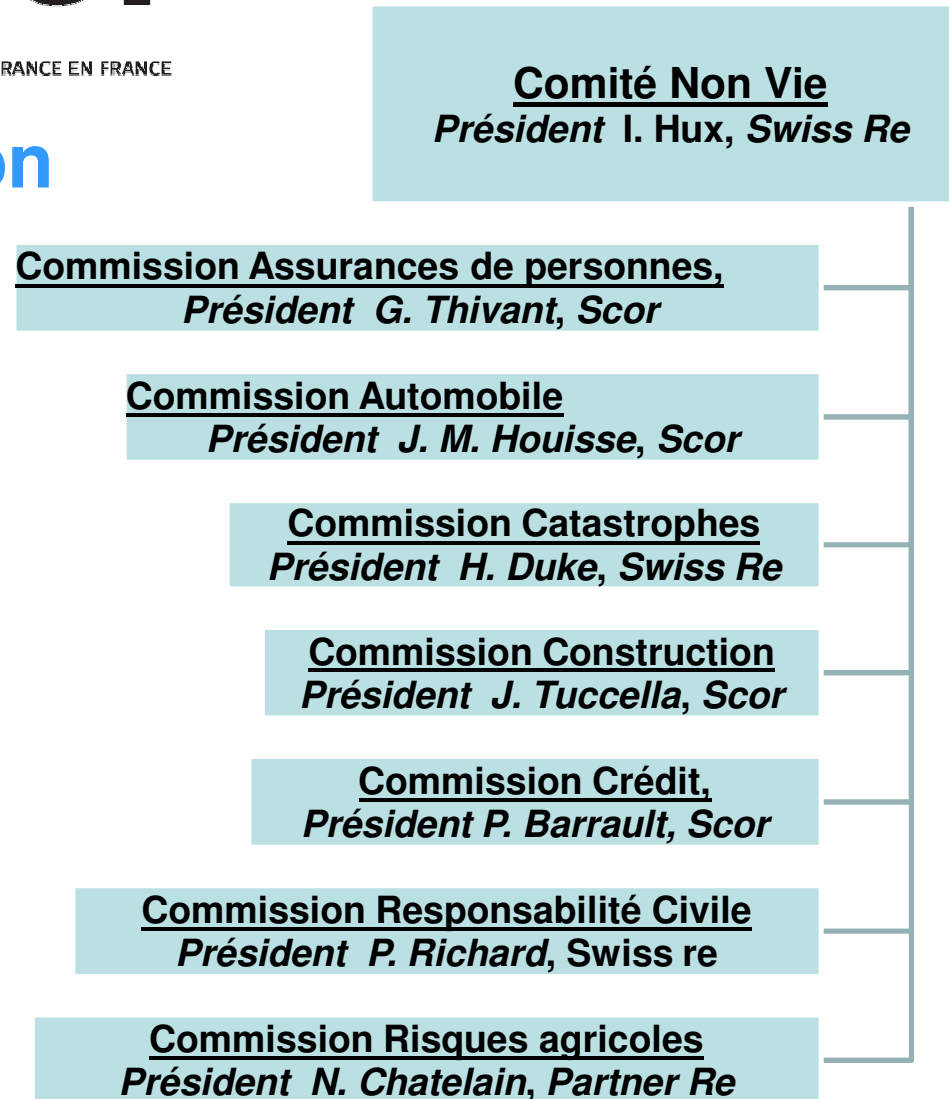 RANCE EN FRANCE
on
Comité Non Vie
Président I. Hux, Swiss Re
Commission Assurances de personnes,
Président G. Thivant, Scor
Commission Automobile
Président J. M. Houisse, Scor
Commission Catastrophes
Président H. Duke, Swiss Re
Commission Construction
Président J. Tuccella, Scor
Commission Crédit,
Président P. Barrault, Scor
Commission Responsabilité Civile
Président P. Richard, Swiss re
Commission Risques agricoles
Président N. Chatelain, Partner Re